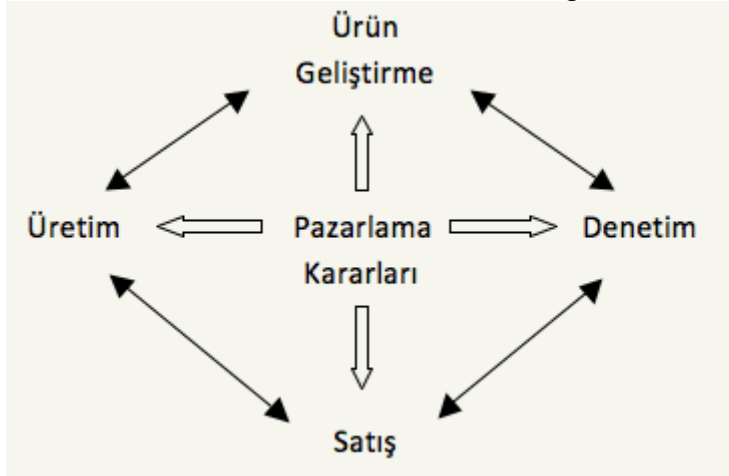 Ürün
Geliştirme
Üretim
Pazarlama
Kararları
Denetim
Satış